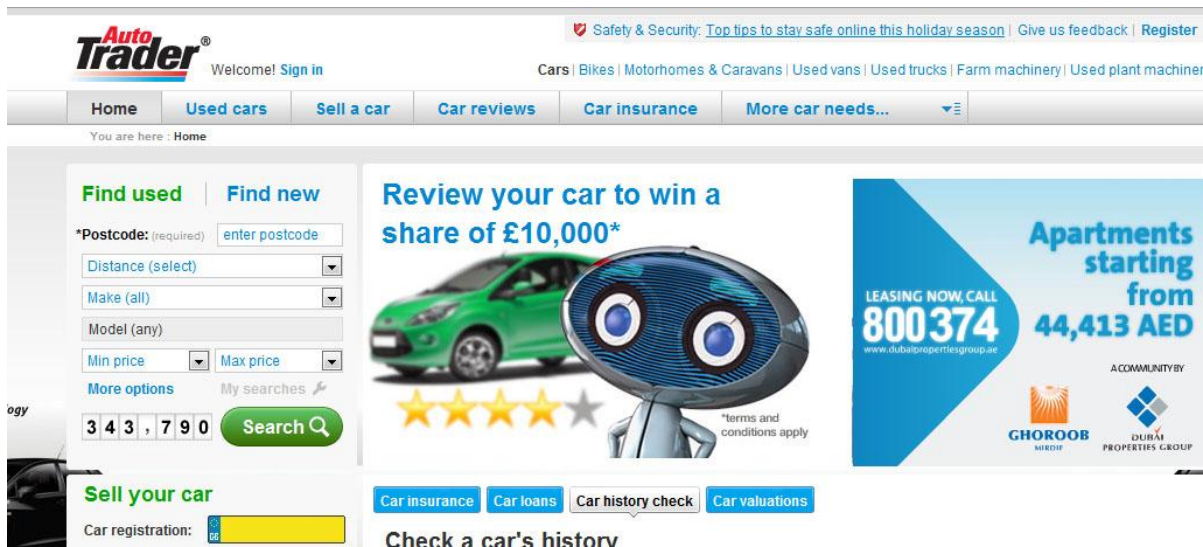 Safety & Security: Top tips to stay safe online this holiday season | Give us feedback | Register
Auto
Trader®
Welcome! Sign in
Cars | Bikes | Motorhomes & Caravans | Used vans | Used trucks | Farm machinery | Used plant machiner
Home
Used cars
Sell a car
Car reviews
Car insurance
More car needs...
You are here : Home
Find used
Find new
*Postcode: (required)
enter postcode
Distance (select)
Make (all)
Model (any)
Min price
Max price
More options
My searches
343,790
Search
Review your car to win a
share of £10,000*
*terms and
conditions apply
LEASING NOW, CALL
800 374
www.dubaipropertiesgroup.ae
Apartments
starting
from
44,413 AED
A COMMUNITY BY
GHOROOB
MIRDIF
DUBAI
PROPERTIES GROUP
ogy
Sell your car
Car registration:
GB
Car insurance
Car loans
Car history check
Car valuations
Check a car's history